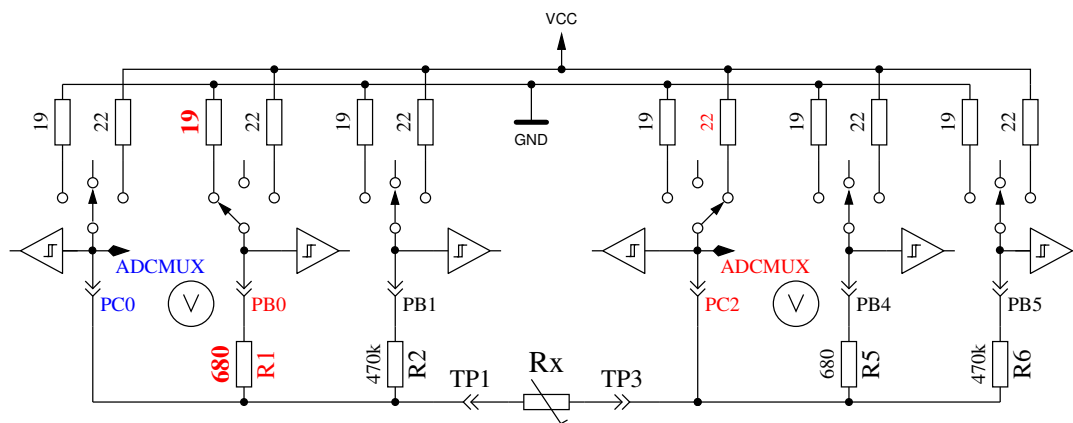 VCC
19
22
19
22
19
22
GND
19
22
19
22
19
22
ADCMUX
ADCMUX
PC0
V
PB0
PB1
PC2
V
PB4
PB5
680
R1
470k
R2
TP1
Rx
TP3
680
R5
470k
R6